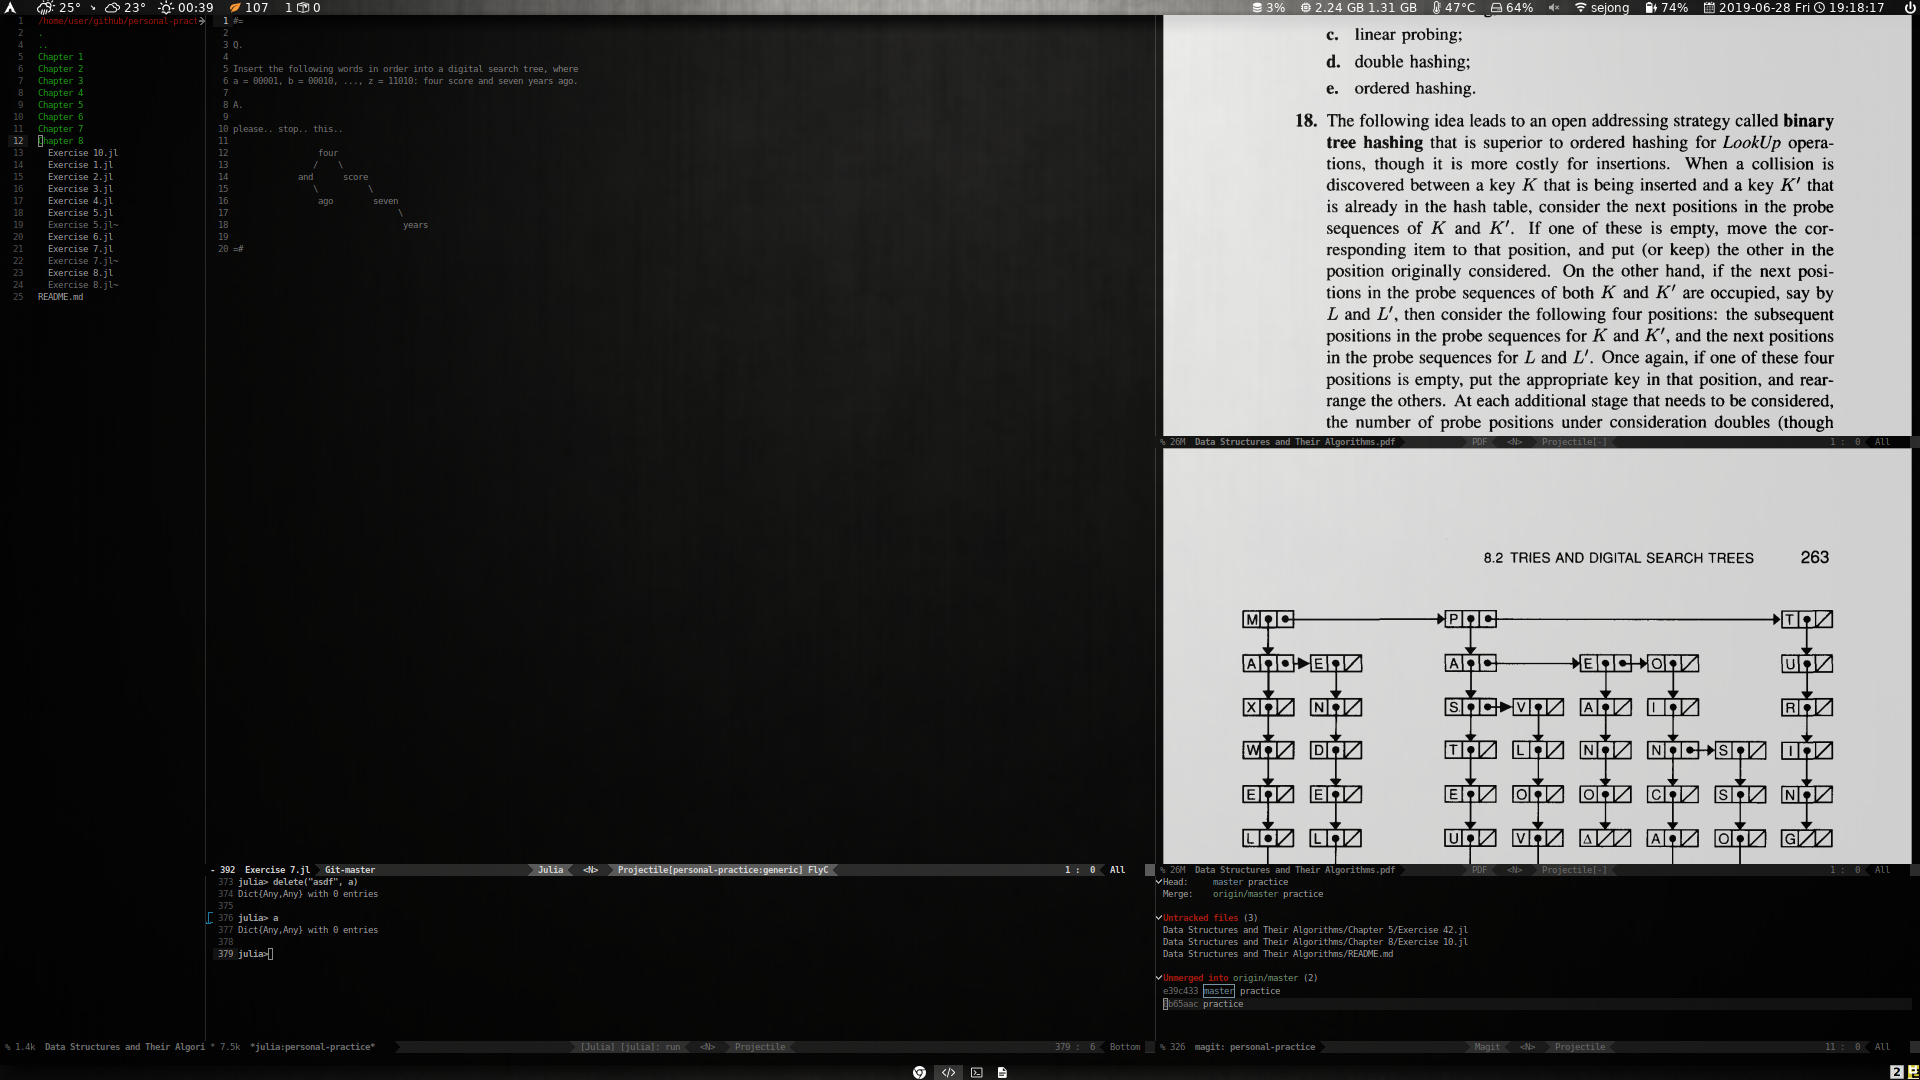 25° 23° 00:39 107 1 0 3% 2.24 GB 1.31 GB 47°C 64% sejong 74% 2019-06-28 Fri 19:18:17
1 /home/user/github/personal-pract
2 .
4 ..
5 Chapter 1
6 Chapter 2
7 Chapter 3
8 Chapter 4
9 Chapter 5
10 Chapter 6
11 Chapter 7
12 Chapter 8
13 Exercise 10.jl
14 Exercise 1.jl
15 Exercise 2.jl
16 Exercise 3.jl
17 Exercise 4.jl
18 Exercise 5.jl
19 Exercise 5.jl~
20 Exercise 6.jl
21 Exercise 7.jl
22 Exercise 7.jl~
23 Exercise 8.jl
24 Exercise 8.jl~
25 README.md
1 #=
2
3 Q.
4
5 Insert the following words in order into a digital search tree, where
6 a = 00001, b = 00010, ..., z = 11010: four score and seven years ago.
7
8 A.
9
10 please.. stop.. this..
11
12 four
13 / \
14 and score
15 \ \
16 ago seven
17 \
18 years
19
20 =#
- 392 Exercise 7.jl Git-master Julia <N> Projectile[personal-practice:generic] FlyC 1 : 0 All
373 julia> delete("asdf", a)
374 Dict{Any,Any} with 0 entries
375
376 julia> a
377 Dict{Any,Any} with 0 entries
378
379 julia>
% 1.4k Data Structures and Their Algori * 7.5k *julia:personal-practice* [Julia] [julia]: run <N> Projectile 379 : 6 Bottom
c. linear probing;
d. double hashing;
e. ordered hashing.
18. The following idea leads to an open addressing strategy called binary
tree hashing that is superior to ordered hashing for LookUp opera-
tions, though it is more costly for insertions. When a collision is
discovered between a key K that is being inserted and a key K′ that
is already in the hash table, consider the next positions in the probe
sequences of K and K′. If one of these is empty, move the cor-
responding item to that position, and put (or keep) the other in the
position originally considered. On the other hand, if the next posi-
tions in the probe sequences of both K and K′ are occupied, say by
L and L′, then consider the following four positions: the subsequent
positions in the probe sequences for K and K′, and the next positions
in the probe sequences for L and L′. Once again, if one of these four
positions is empty, put the appropriate key in that position, and rear-
range the others. At each additional stage that needs to be considered,
the number of probe positions under consideration doubles (though
% 26M Data Structures and Their Algorithms.pdf PDF <N> Projectile[-] 1 : 0 All
8.2 TRIES AND DIGITAL SEARCH TREES 263
M P T
A E A E O U
X N S V A I R
W D T L N N S I
E E E O O C S N
L L U V Δ A O G
% 26M Data Structures and Their Algorithms.pdf PDF <N> Projectile[-] 1 : 0 All
Head: master practice
Merge: origin/master practice
Untracked files (3)
Data Structures and Their Algorithms/Chapter 5/Exercise 42.jl
Data Structures and Their Algorithms/Chapter 8/Exercise 10.jl
Data Structures and Their Algorithms/README.md
Unmerged into origin/master (2)
e39c433 master practice
b65aac practice
% 326 magit: personal-practice Magit <N> Projectile 11 : 0 All
2